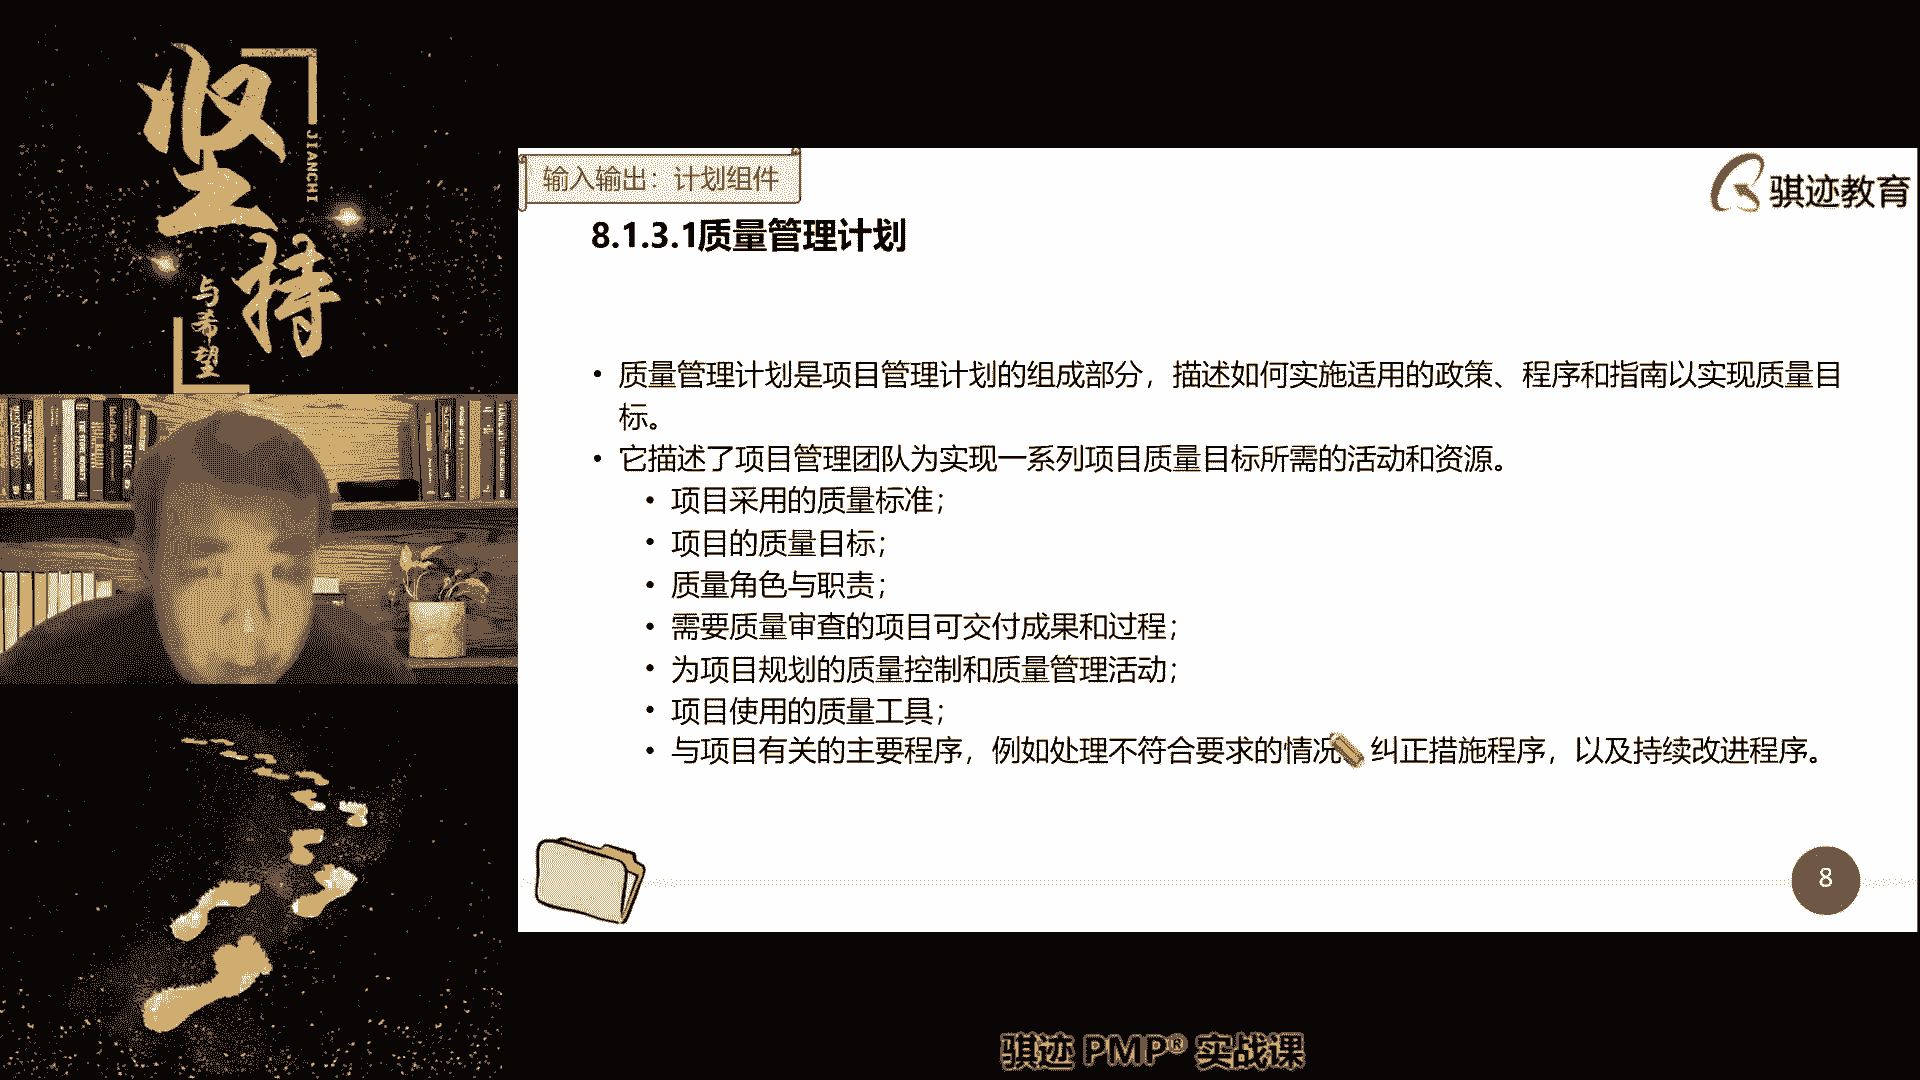 坚持
JIANCHI
与希望
输入输出：计划组件
骐迹教育
8.1.3.1质量管理计划
• 质量管理计划是项目管理计划的组成部分，描述如何实施适用的政策、程序和指南以实现质量目
标。
• 它描述了项目管理团队为实现一系列项目质量目标所需的活动和资源。
• 项目采用的质量标准；
• 项目的质量目标；
• 质量角色与职责；
• 需要质量审查的项目可交付成果和过程；
• 为项目规划的质量控制和质量管理活动；
• 项目使用的质量工具；
• 与项目有关的主要程序，例如处理不符合要求的情况 纠正措施程序，以及持续改进程序。
8
骐迹 PMP® 实战课